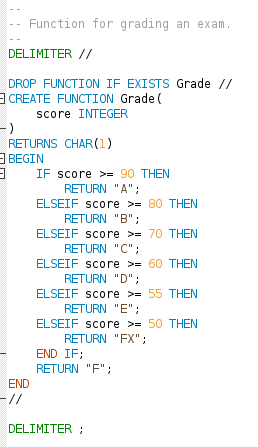 --
-- Function for grading an exam.
--
DELIMITER //

DROP FUNCTION IF EXISTS Grade //
CREATE FUNCTION Grade(
    score INTEGER
)
RETURNS CHAR(1)
BEGIN
    IF score >= 90 THEN
        RETURN "A";
    ELSEIF score >= 80 THEN
        RETURN "B";
    ELSEIF score >= 70 THEN
        RETURN "C";
    ELSEIF score >= 60 THEN
        RETURN "D";
    ELSEIF score >= 55 THEN
        RETURN "E";
    ELSEIF score >= 50 THEN
        RETURN "FX";
    END IF;
    RETURN "F";
END
//

DELIMITER ;